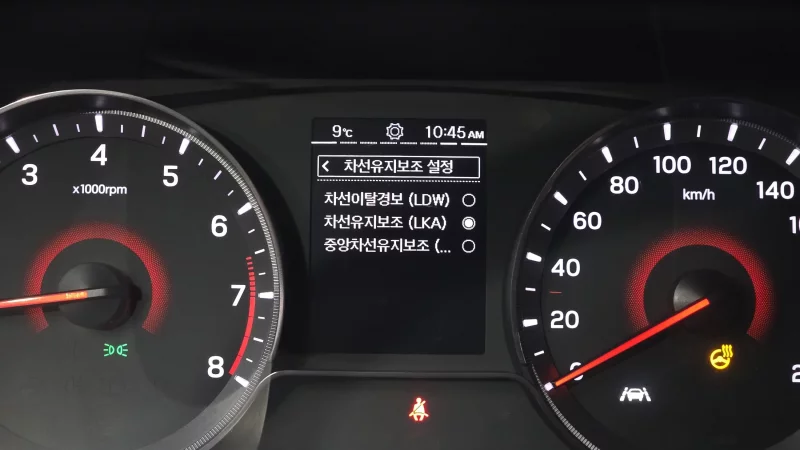 9℃ 10:45 AM
차선유지보조 설정
차선이탈경보 (LDW)
차선유지보조 (LKA)
중앙차선유지보조 (...
3
4
5
6
7
8
x1000rpm
0
20
40
60
80
100
120
140
km/h